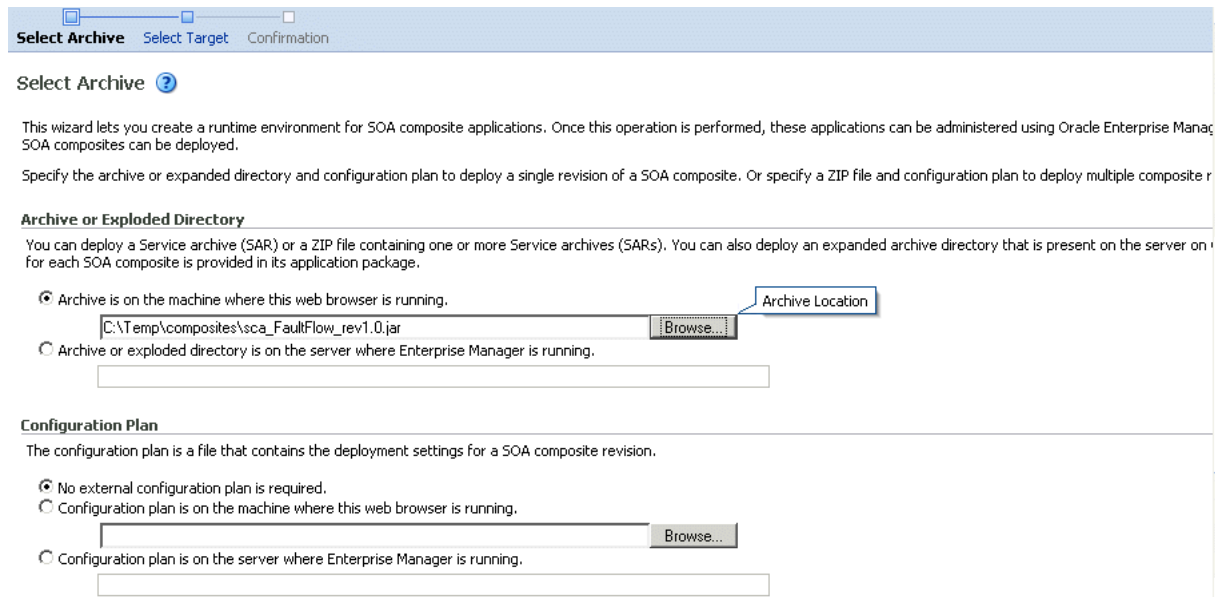 Select Archive Select Target Confirmation
Select Archive ?
This wizard lets you create a runtime environment for SOA composite applications. Once this operation is performed, these applications can be administered using Oracle Enterprise Manag
SOA composites can be deployed.
Specify the archive or expanded directory and configuration plan to deploy a single revision of a SOA composite. Or specify a ZIP file and configuration plan to deploy multiple composite r
Archive or Exploded Directory
You can deploy a Service archive (SAR) or a ZIP file containing one or more Service archives (SARs). You can also deploy an expanded archive directory that is present on the server on
for each SOA composite is provided in its application package.
Archive is on the machine where this web browser is running.
Archive Location
C:\Temp\composites\sca_FaultFlow_rev1.0.jar Browse...
Archive or exploded directory is on the server where Enterprise Manager is running.
Configuration Plan
The configuration plan is a file that contains the deployment settings for a SOA composite revision.
No external configuration plan is required.
Configuration plan is on the machine where this web browser is running.
Browse...
Configuration plan is on the server where Enterprise Manager is running.